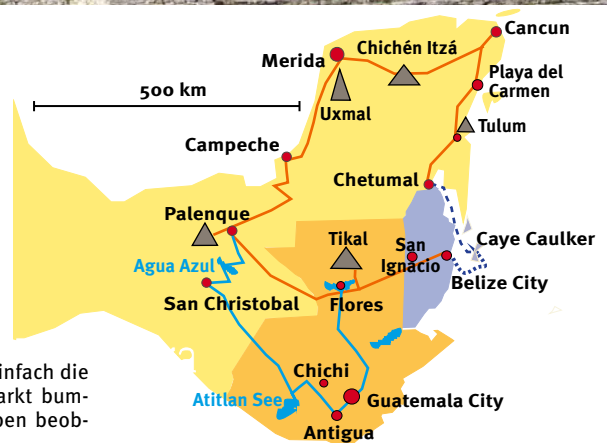 Cancun
Chichén Itzá
Merida
Playa del
Carmen
500 km
Uxmal
Tulum
Campeche
Chetumal
Palenque
Tikal
San
Ignacio
Caye Caulker
Agua Azul
Belize City
San Christobal
Flores
infach die
arkt bum-
ben beob-
Chichi
Atitlan See
Guatemala City
Antigua